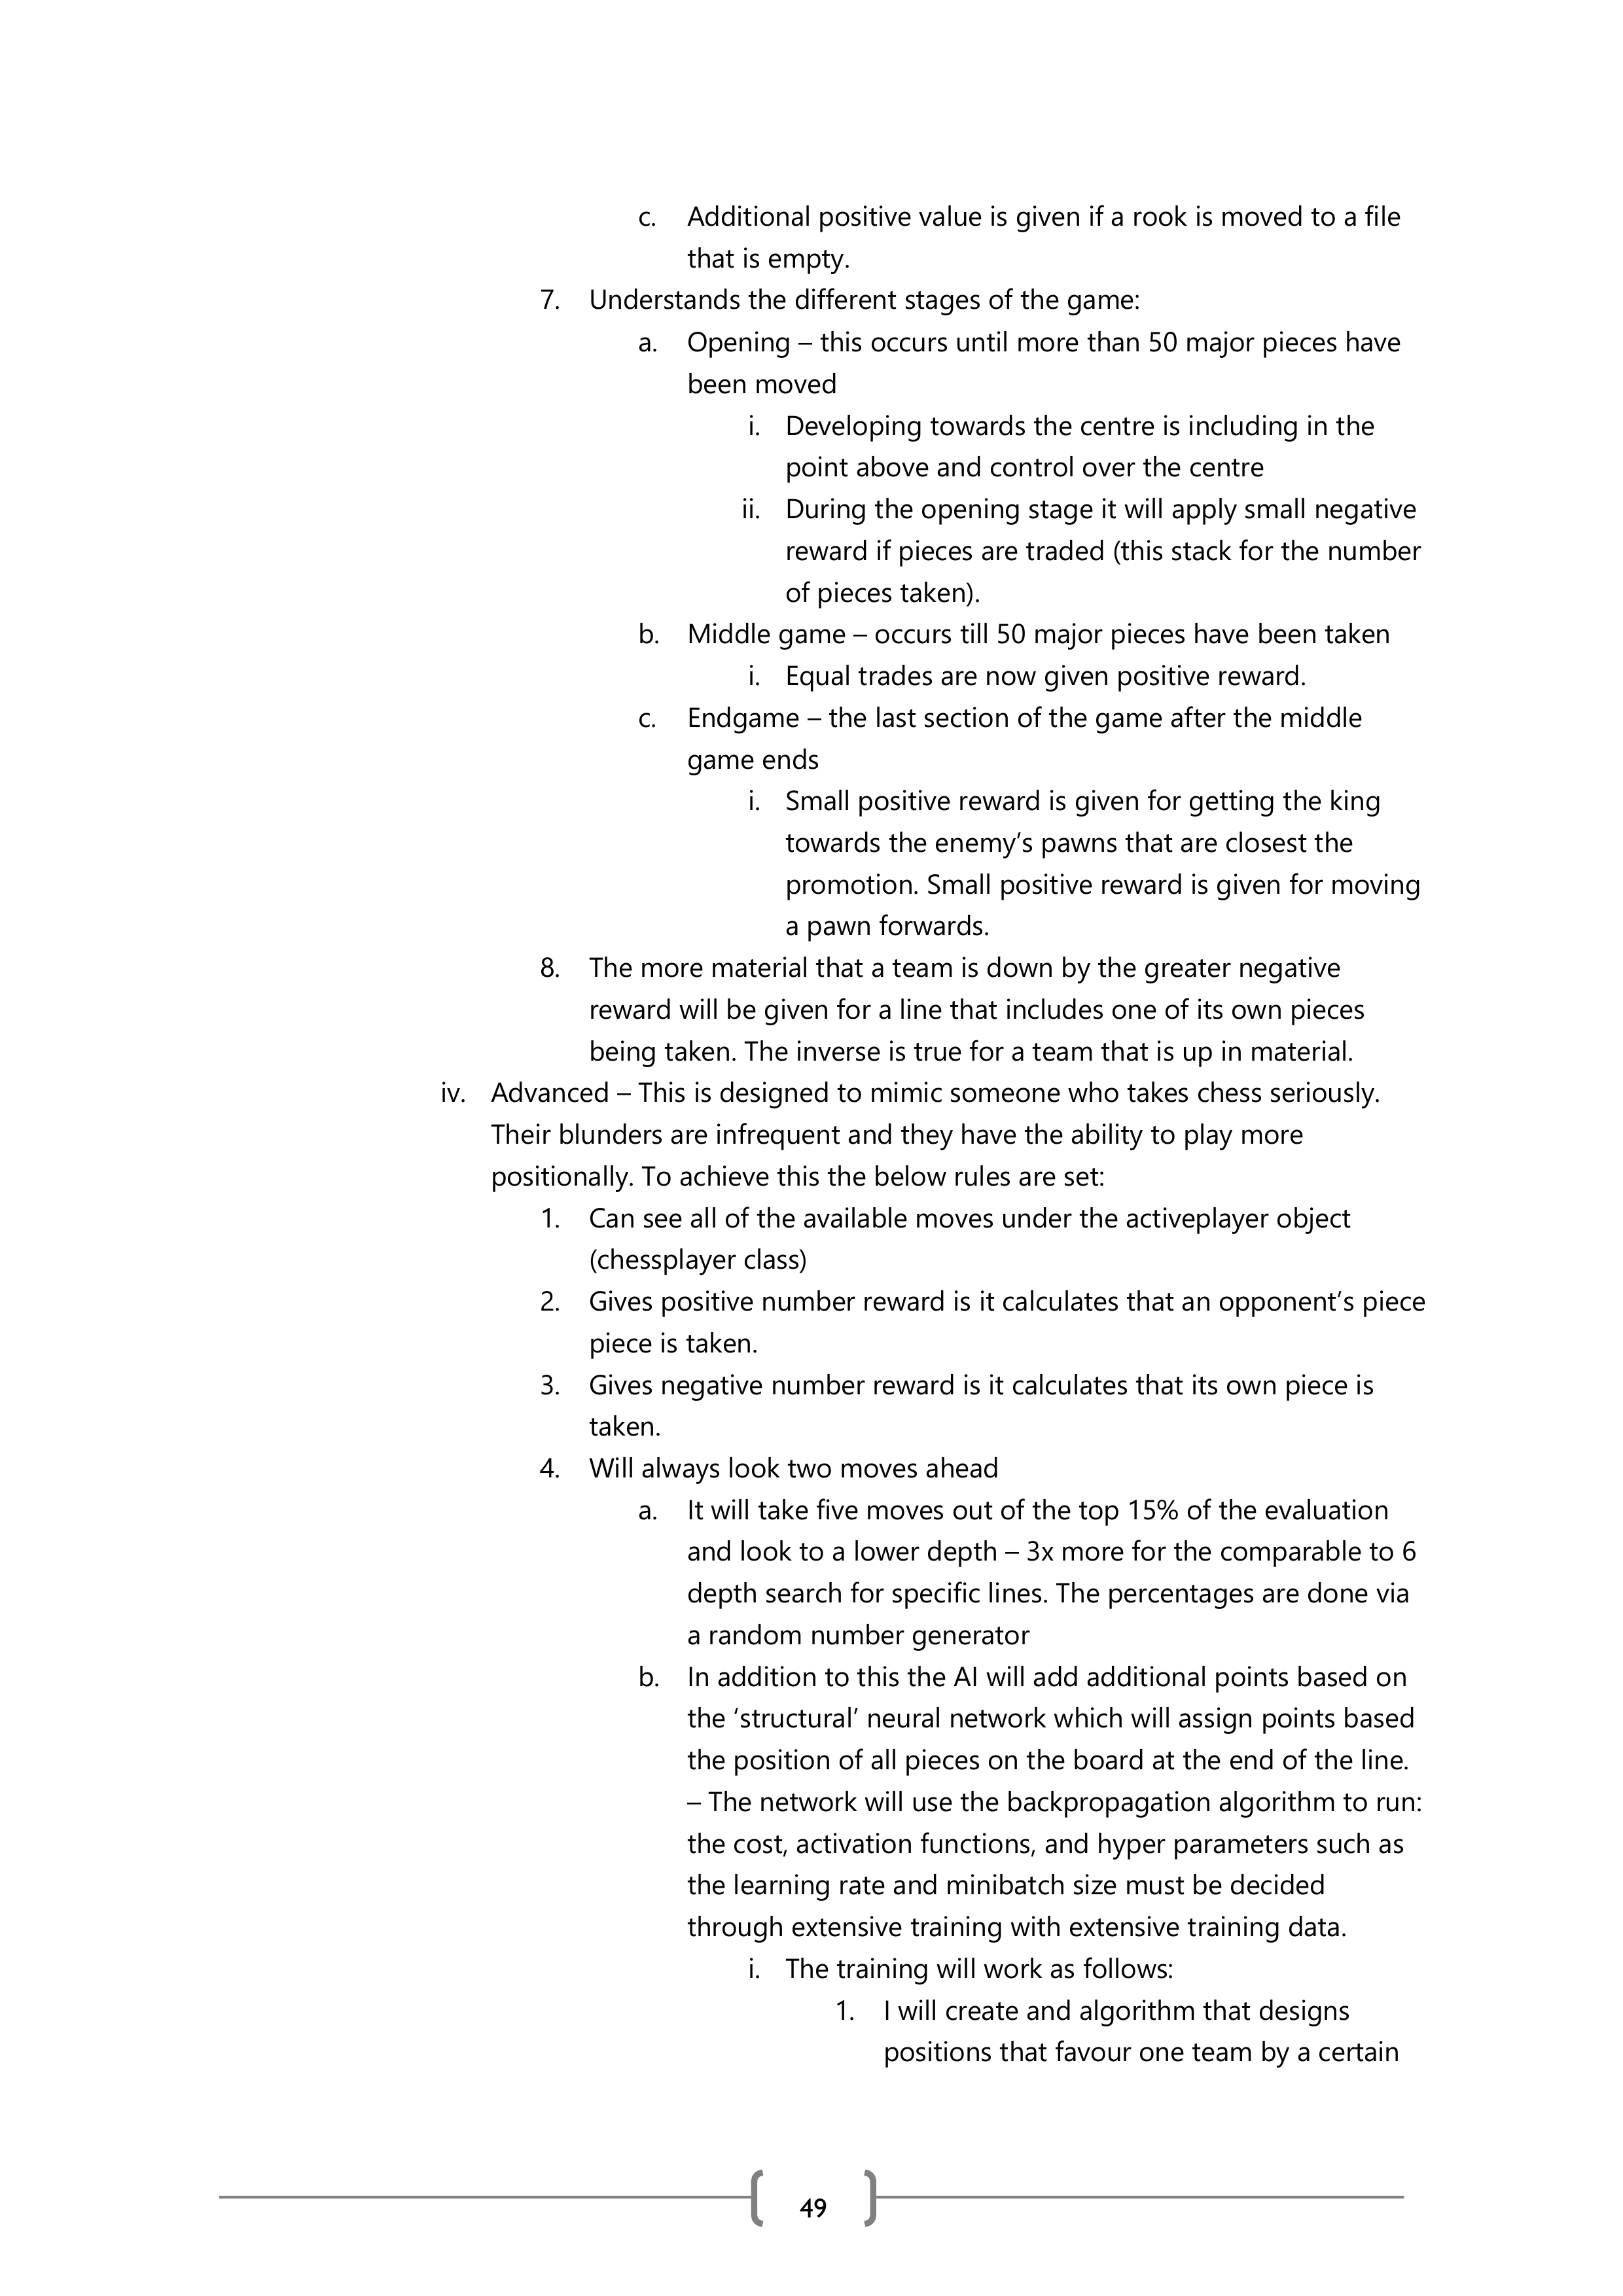 c. Additional positive value is given if a rook is moved to a file
that is empty.
7. Understands the different stages of the game:
a. Opening – this occurs until more than 50 major pieces have
been moved
i. Developing towards the centre is including in the
point above and control over the centre
ii. During the opening stage it will apply small negative
reward if pieces are traded (this stack for the number
of pieces taken).
b. Middle game – occurs till 50 major pieces have been taken
i. Equal trades are now given positive reward.
c. Endgame – the last section of the game after the middle
game ends
i. Small positive reward is given for getting the king
towards the enemy’s pawns that are closest the
promotion. Small positive reward is given for moving
a pawn forwards.
8. The more material that a team is down by the greater negative
reward will be given for a line that includes one of its own pieces
being taken. The inverse is true for a team that is up in material.
iv. Advanced – This is designed to mimic someone who takes chess seriously.
Their blunders are infrequent and they have the ability to play more
positionally. To achieve this the below rules are set:
1. Can see all of the available moves under the activeplayer object
(chessplayer class)
2. Gives positive number reward is it calculates that an opponent’s piece
piece is taken.
3. Gives negative number reward is it calculates that its own piece is
taken.
4. Will always look two moves ahead
a. It will take five moves out of the top 15% of the evaluation
and look to a lower depth – 3x more for the comparable to 6
depth search for specific lines. The percentages are done via
a random number generator
b. In addition to this the AI will add additional points based on
the ‘structural’ neural network which will assign points based
the position of all pieces on the board at the end of the line.
– The network will use the backpropagation algorithm to run:
the cost, activation functions, and hyper parameters such as
the learning rate and minibatch size must be decided
through extensive training with extensive training data.
i. The training will work as follows:
1. I will create and algorithm that designs
positions that favour one team by a certain
49